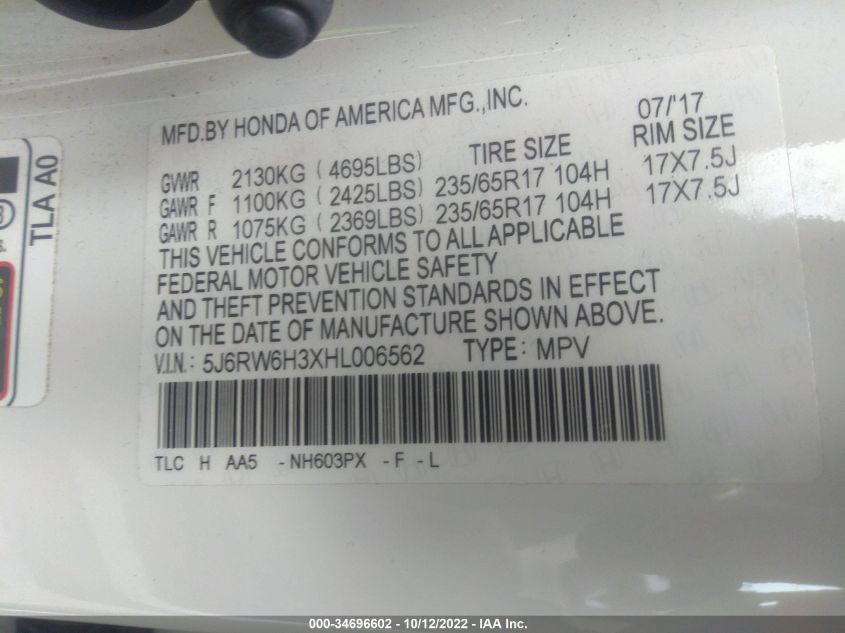 MFD.BY HONDA OF AMERICA MFG.,INC. 07/'17
TIRE SIZE RIM SIZE
GVWR 2130KG (4695LBS)
GAWR F 1100KG (2425LBS) 235/65R17 104H 17X7.5J
GAWR R 1075KG (2369LBS) 235/65R17 104H 17X7.5J
THIS VEHICLE CONFORMS TO ALL APPLICABLE
FEDERAL MOTOR VEHICLE SAFETY
AND THEFT PREVENTION STANDARDS IN EFFECT
ON THE DATE OF MANUFACTURE SHOWN ABOVE.
V.I.N.: 5J6RW6H3XHL006562 TYPE: MPV
TLC H AA5 -NH603PX -F -L
TLA A0
000-34696602 - 10/12/2022 - IAA Inc.